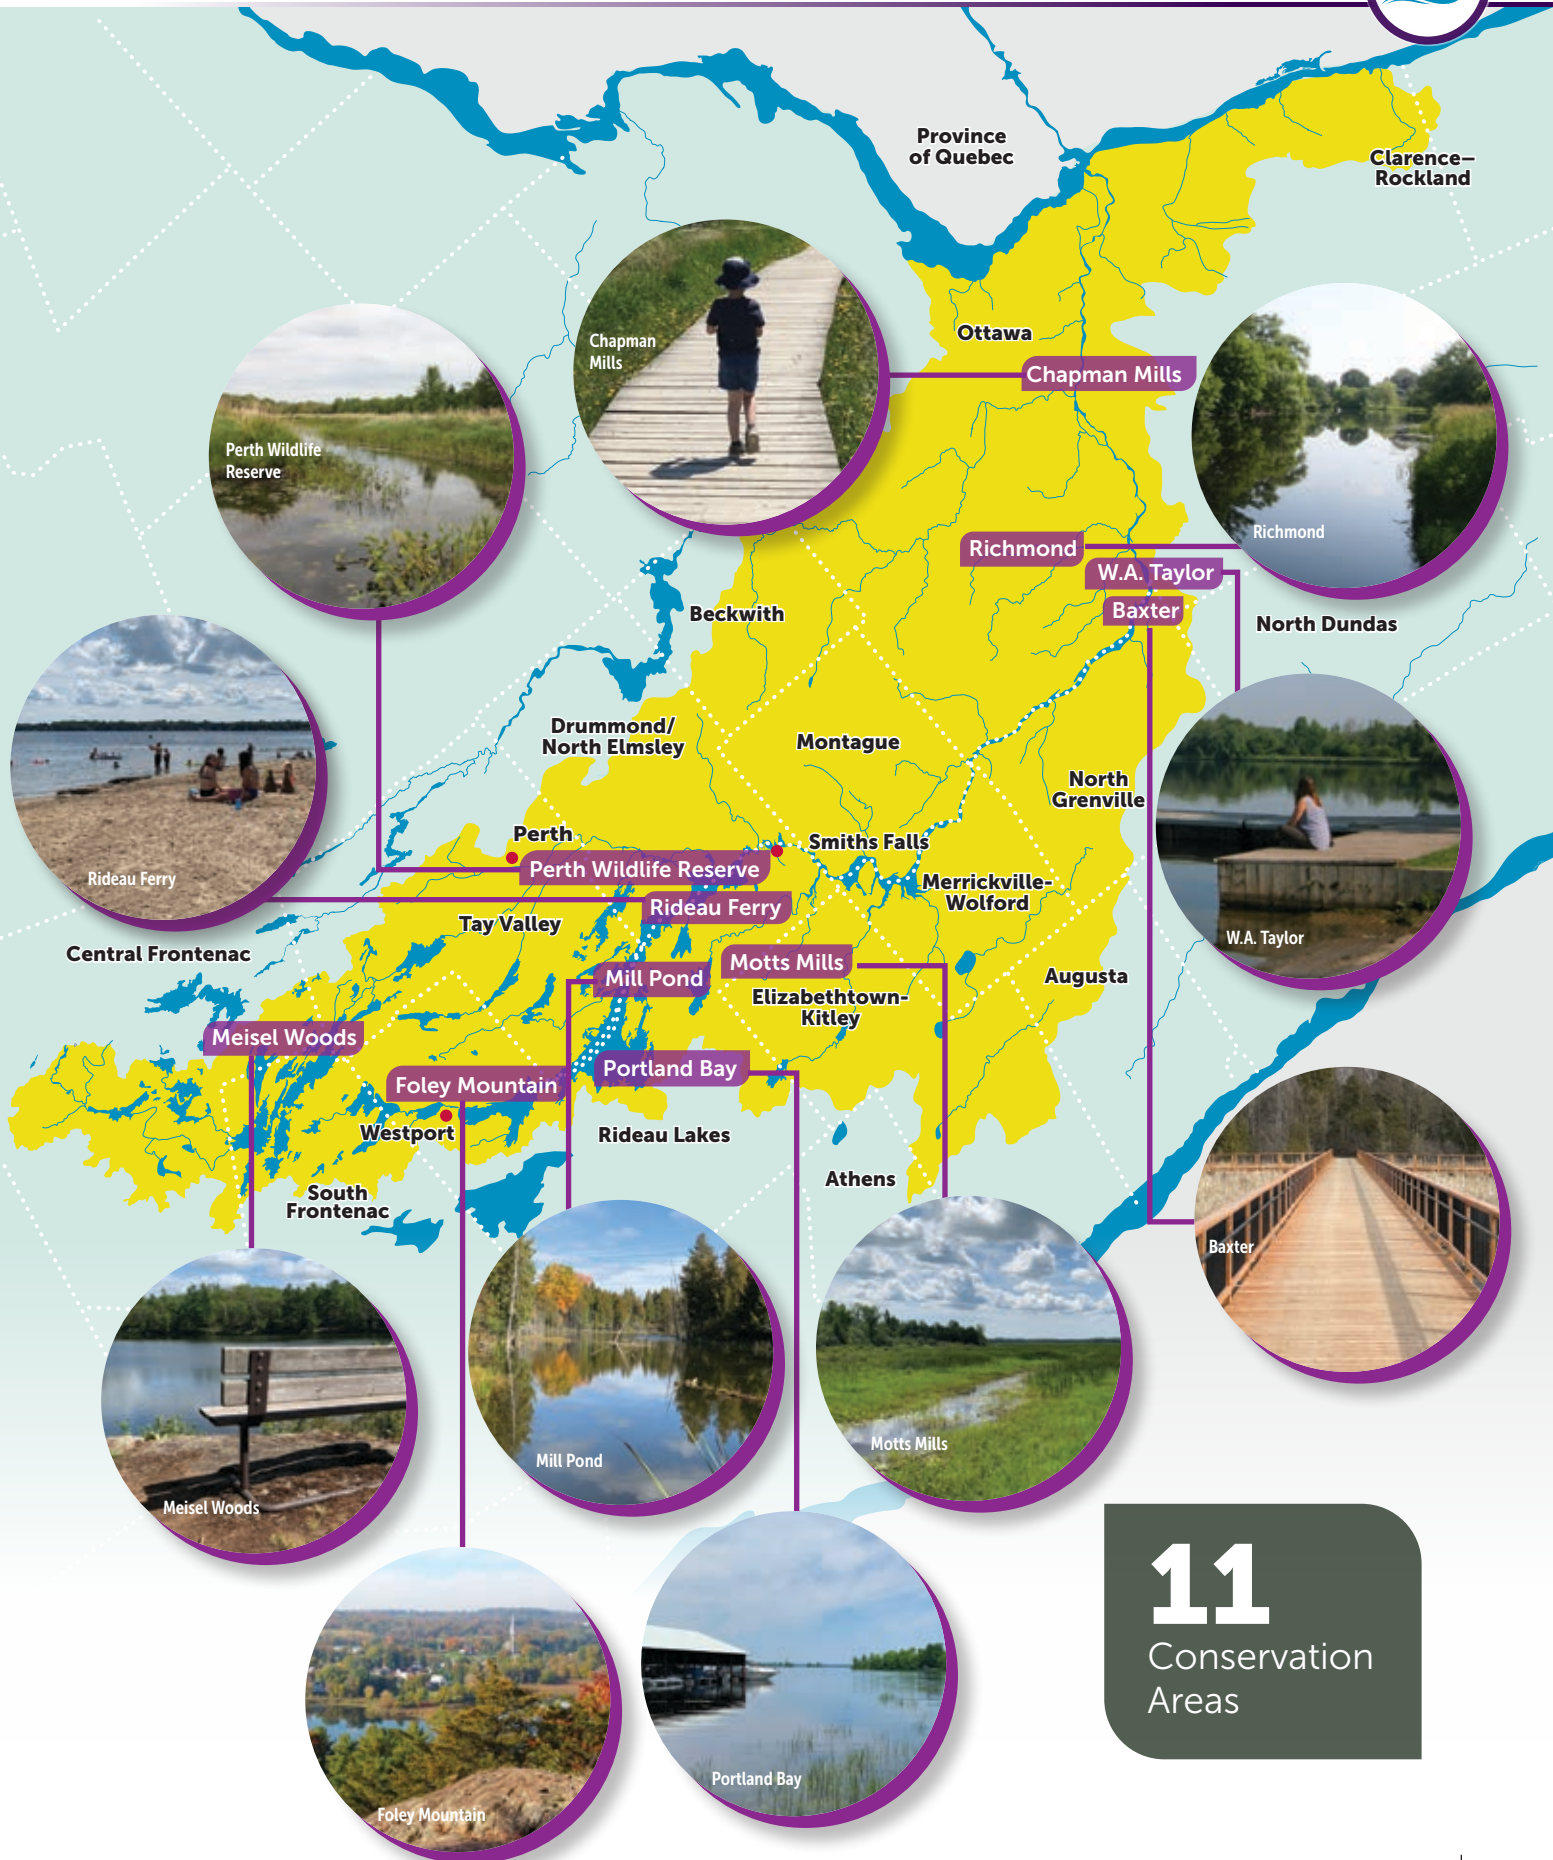 Province
of Quebec
Clarence–
Rockland
Chapman
Mills
Ottawa
Chapman Mills
Perth Wildlife
Reserve
Richmond
Richmond
W.A. Taylor
Baxter
Beckwith
North Dundas
Drummond/
North Elmsley
Montague
North
Grenville
Perth
Smiths Falls
Perth Wildlife Reserve
Rideau Ferry
Merrickville-
Wolford
Rideau Ferry
Tay Valley
W.A. Taylor
Central Frontenac
Motts Mills
Mill Pond
Augusta
Elizabethtown-
Kitley
Meisel Woods
Portland Bay
Foley Mountain
Westport
Rideau Lakes
Athens
South
Frontenac
Baxter
Mill Pond
Motts Mills
Meisel Woods
11
Conservation
Areas
Portland Bay
Foley Mountain